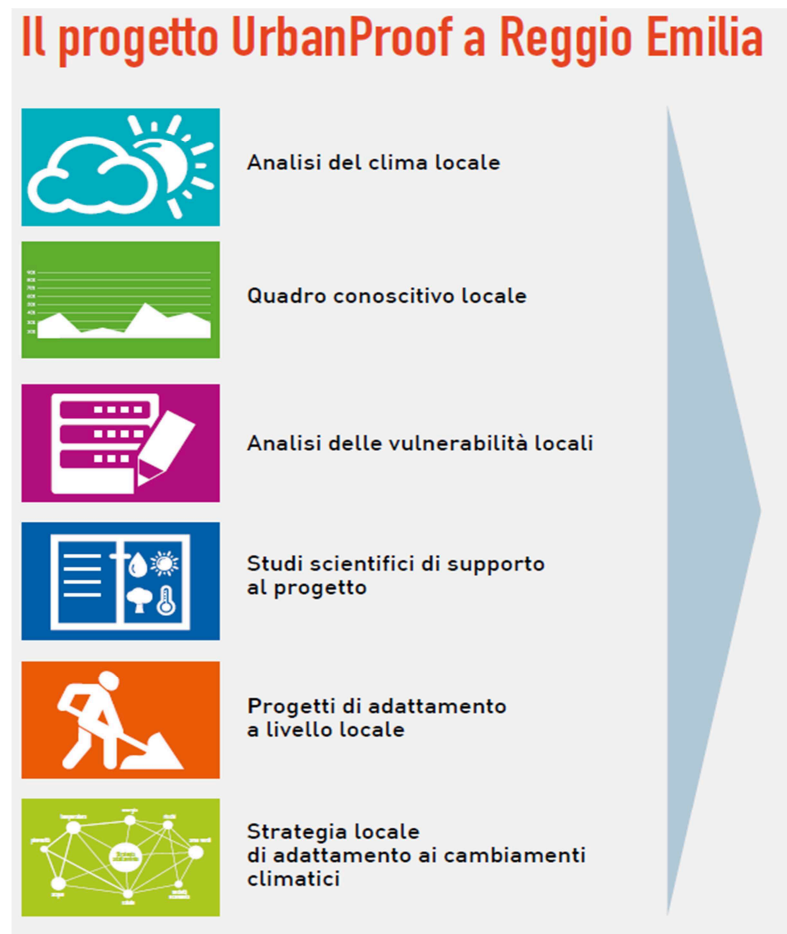 Il progetto UrbanProof a Reggio Emilia
Analisi del clima locale
Quadro conoscitivo locale
Analisi delle vulnerabilità locali
Studi scientifici di supporto
al progetto
Progetti di adattamento
a livello locale
Strategia locale
di adattamento ai cambiamenti
climatici